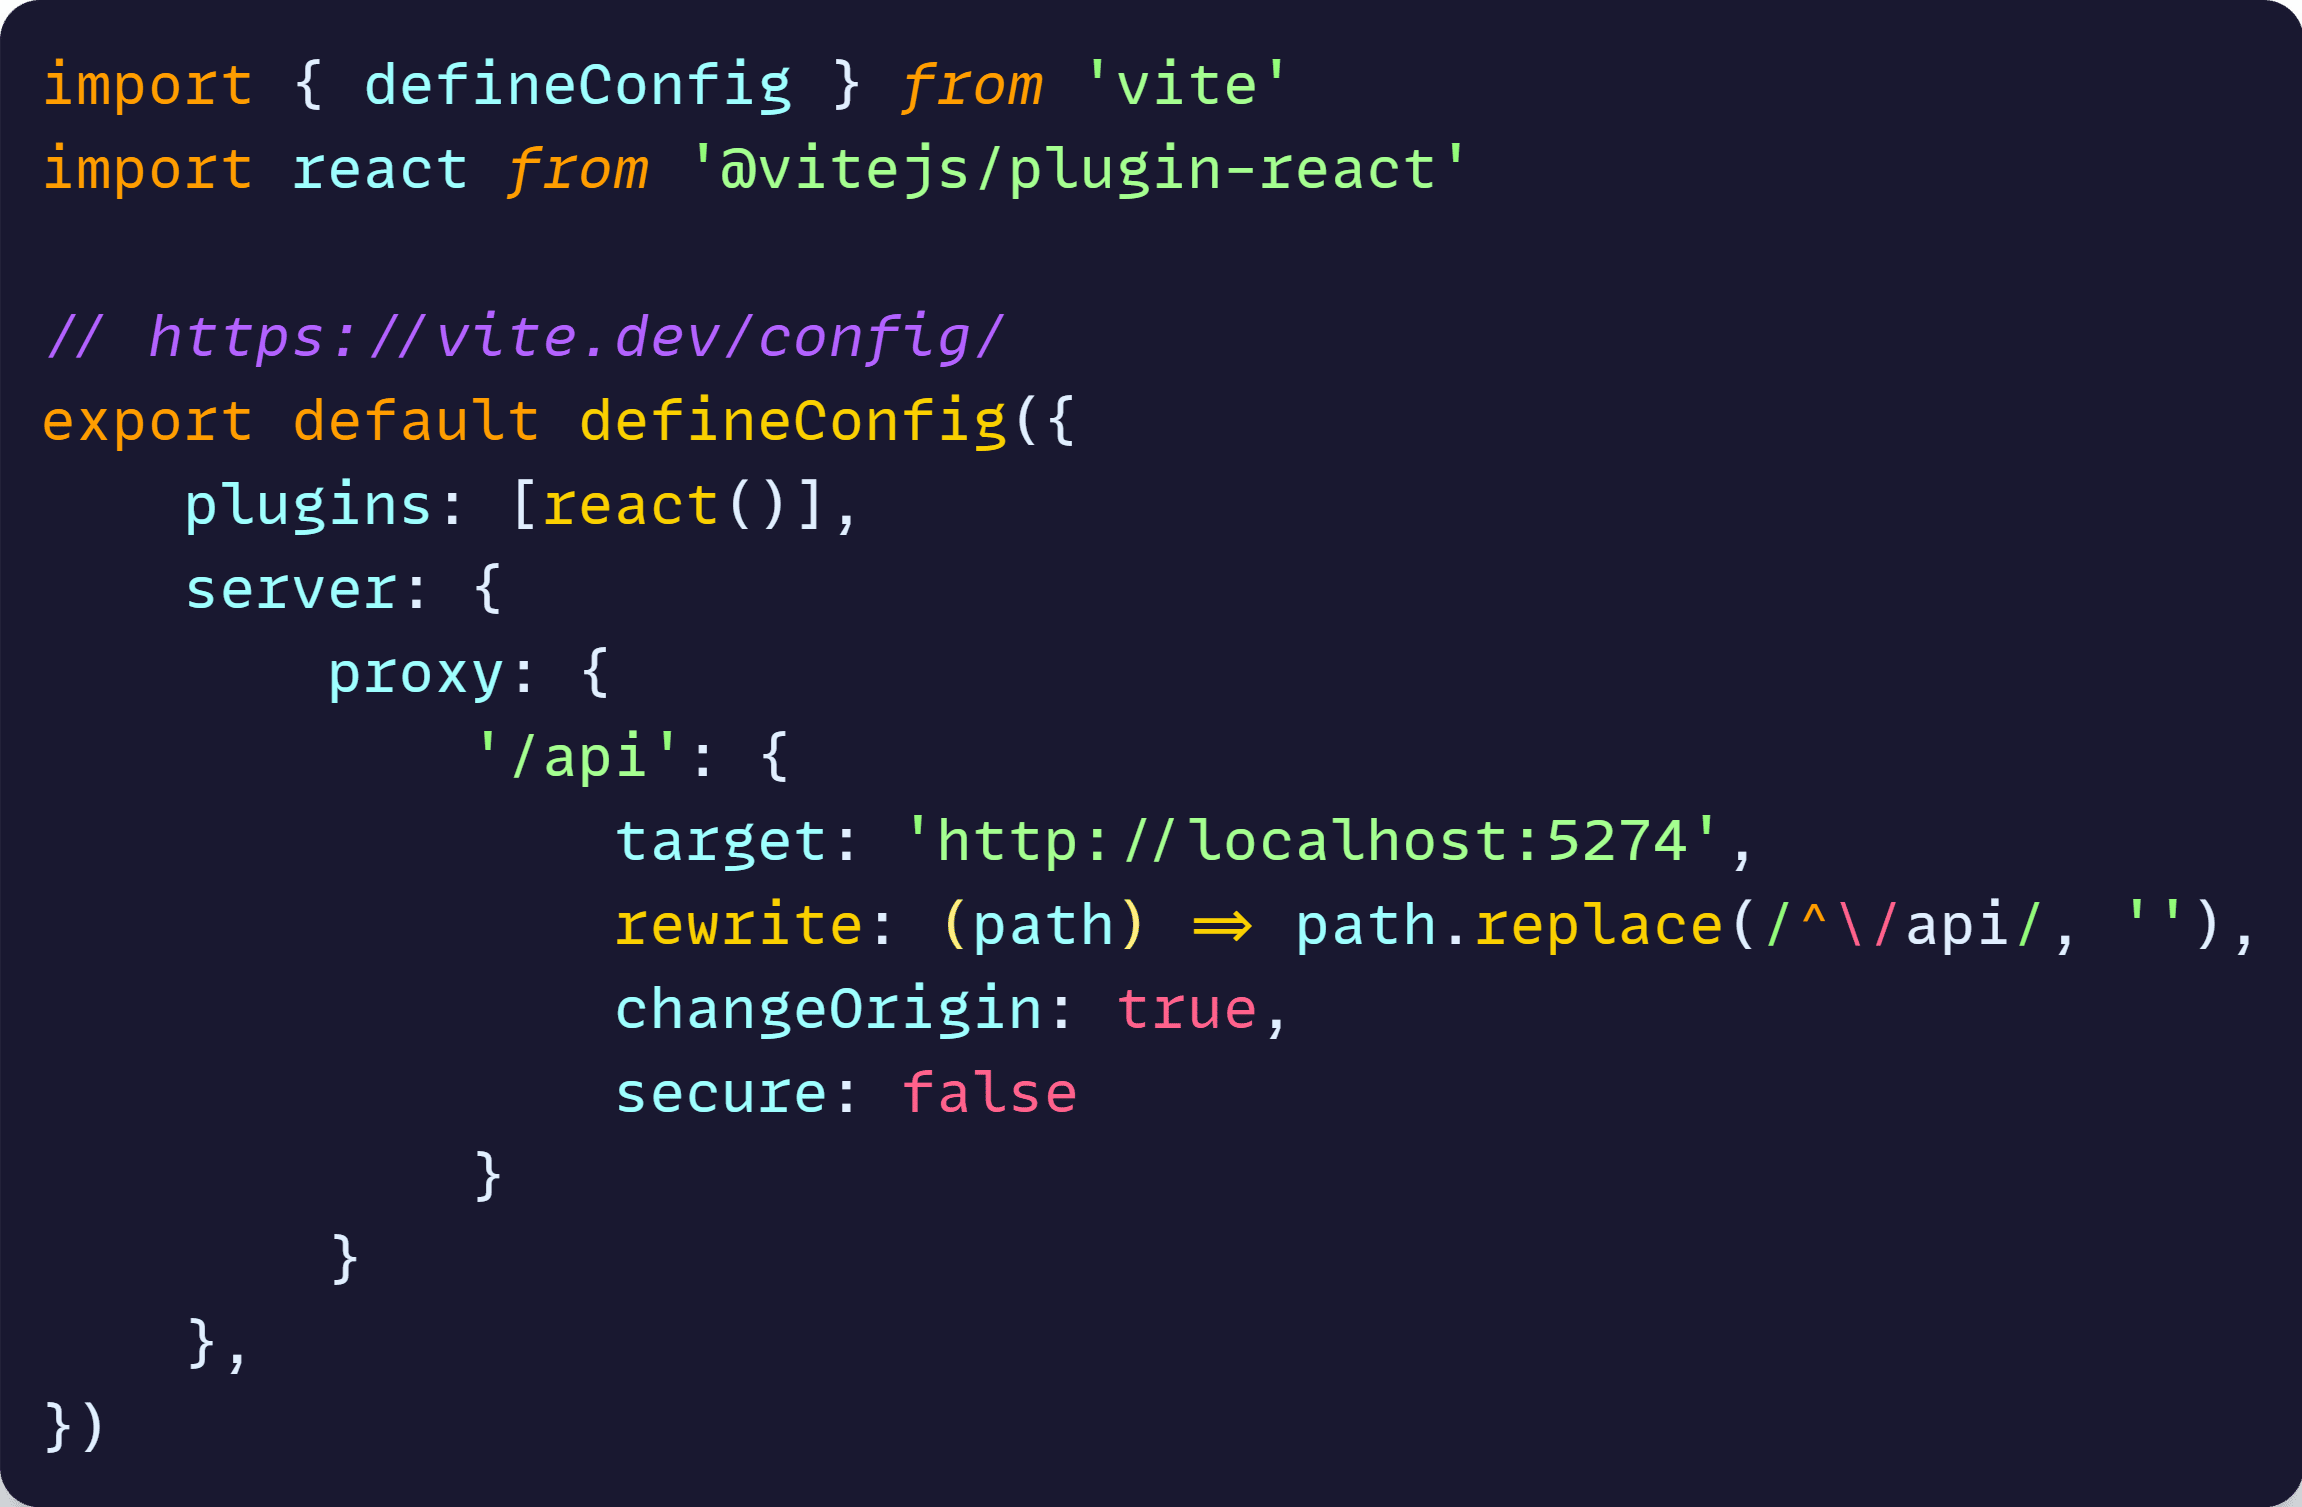 import { defineConfig } from 'vite'
import react from '@vitejs/plugin-react'

// https://vite.dev/config/
export default defineConfig({
    plugins: [react()],
    server: {
        proxy: {
            '/api': {
                target: 'http://localhost:5274',
                rewrite: (path) => path.replace(/^\/api/, ''),
                changeOrigin: true,
                secure: false
            }
        }
    },
})